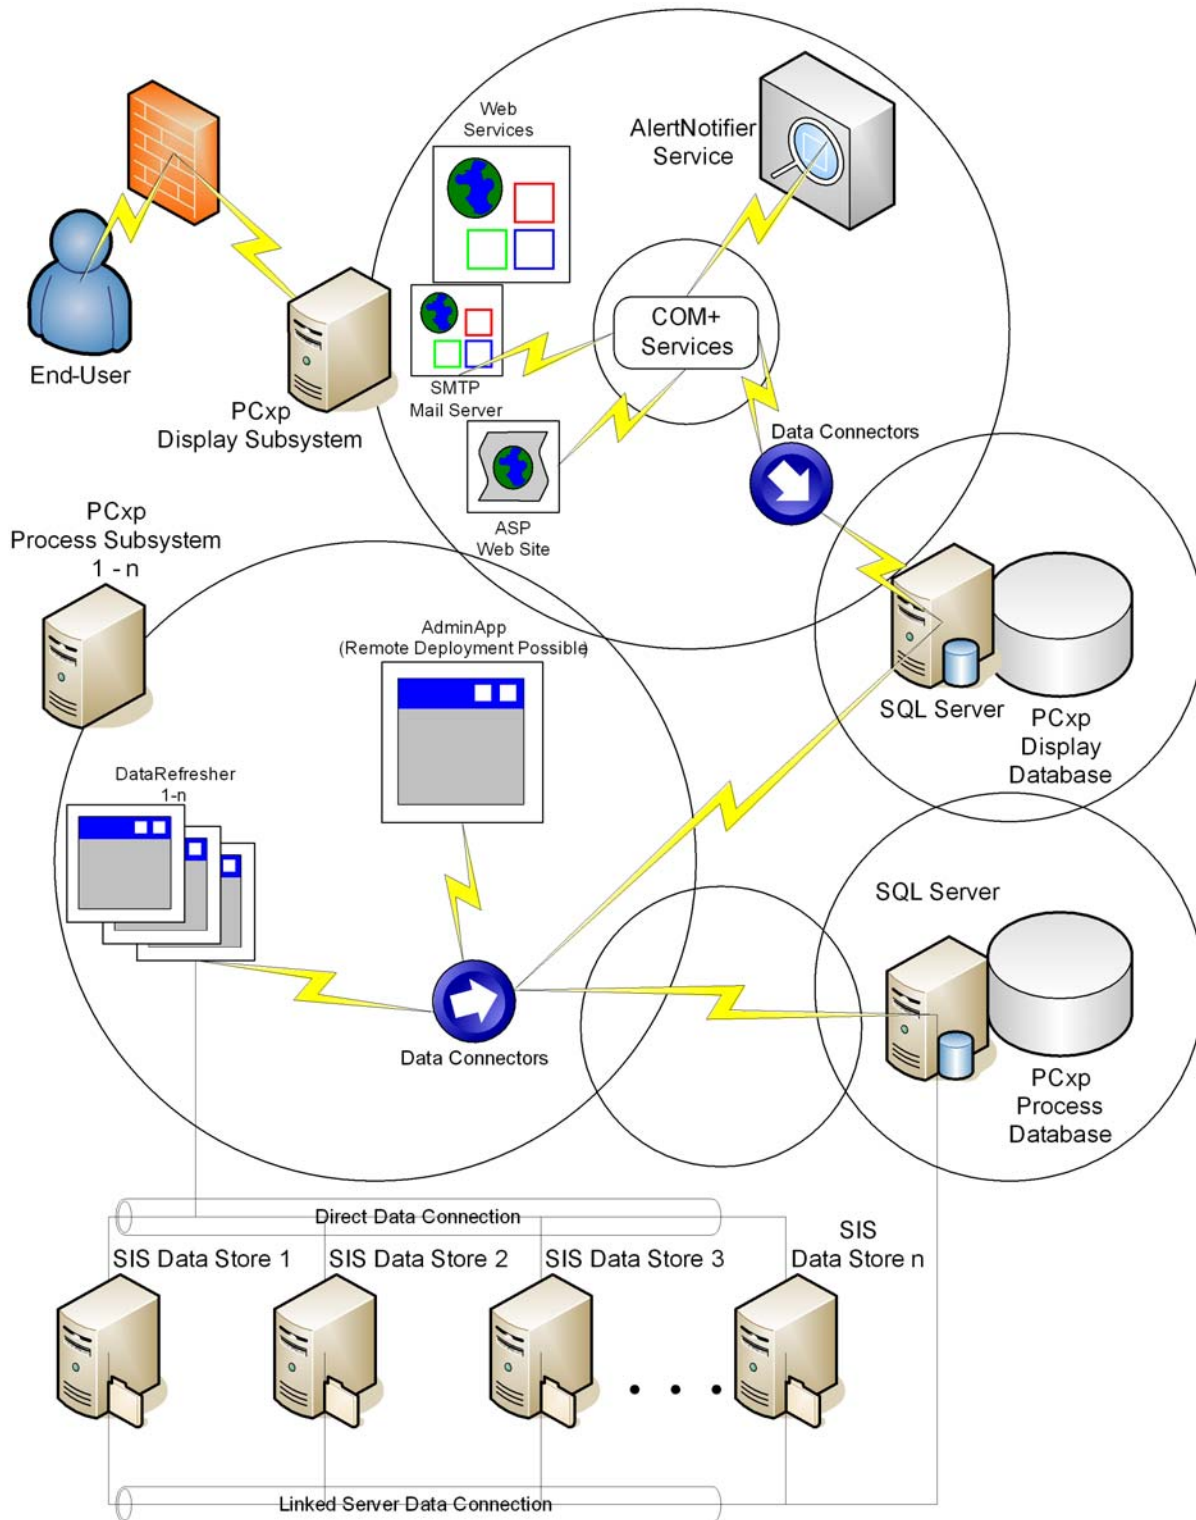 Web
Services
AlertNotifier
Service
COM+
Services
End-User
PCxp
Display Subsystem
SMTP
Mail Server
Data Connectors
ASP
Web Site
PCxp
Process Subsystem
1 - n
AdminApp
(Remote Deployment Possible)
SQL Server
PCxp
Display
Database
DataRefresher
1-n
SQL Server
Data Connectors
PCxp
Process
Database
Direct Data Connection
SIS Data Store 1
SIS Data Store 2
SIS Data Store 3
SIS
Data Store n
. . .
Linked Server Data Connection